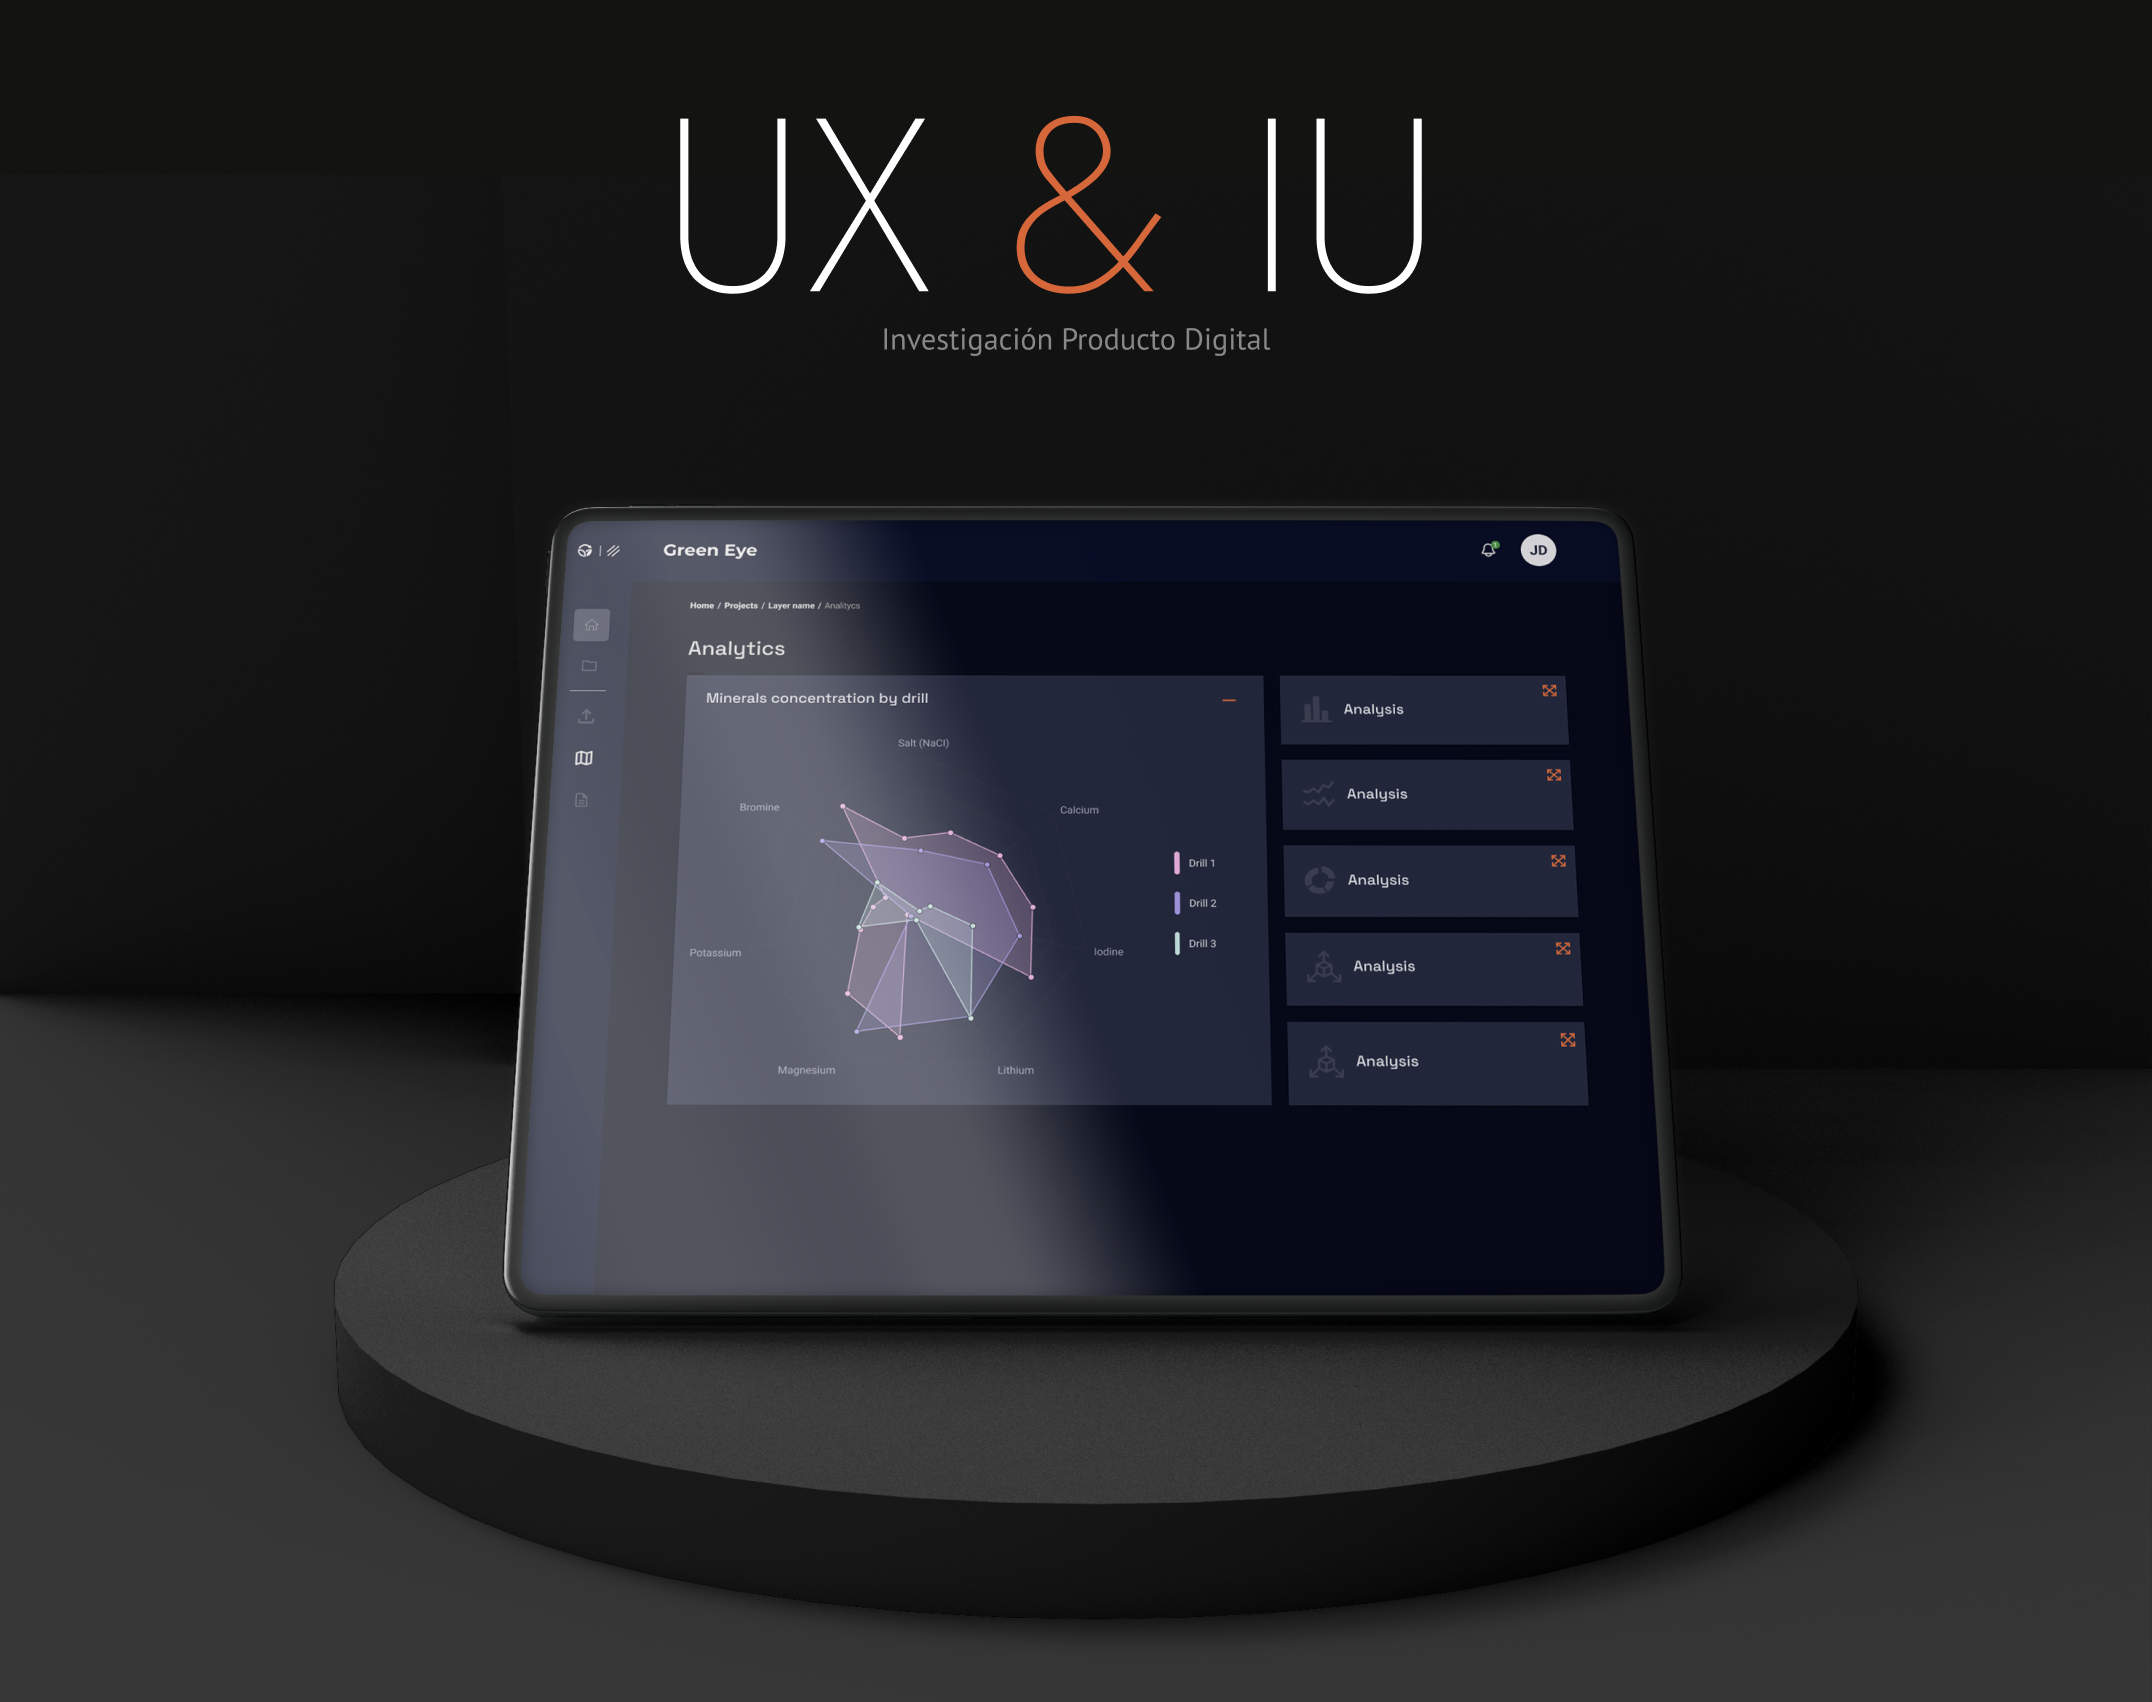 UX & IU
Investigación Producto Digital
Green Eye
1
JD
Home / Projects / Layer name / Analitycs
Analytics
Minerals concentration by drill
Salt (NaCl)
Bromine
Calcium
Potassium
Iodine
Magnesium
Lithium
Drill 1
Drill 2
Drill 3
Analysis
Analysis
Analysis
Analysis
Analysis